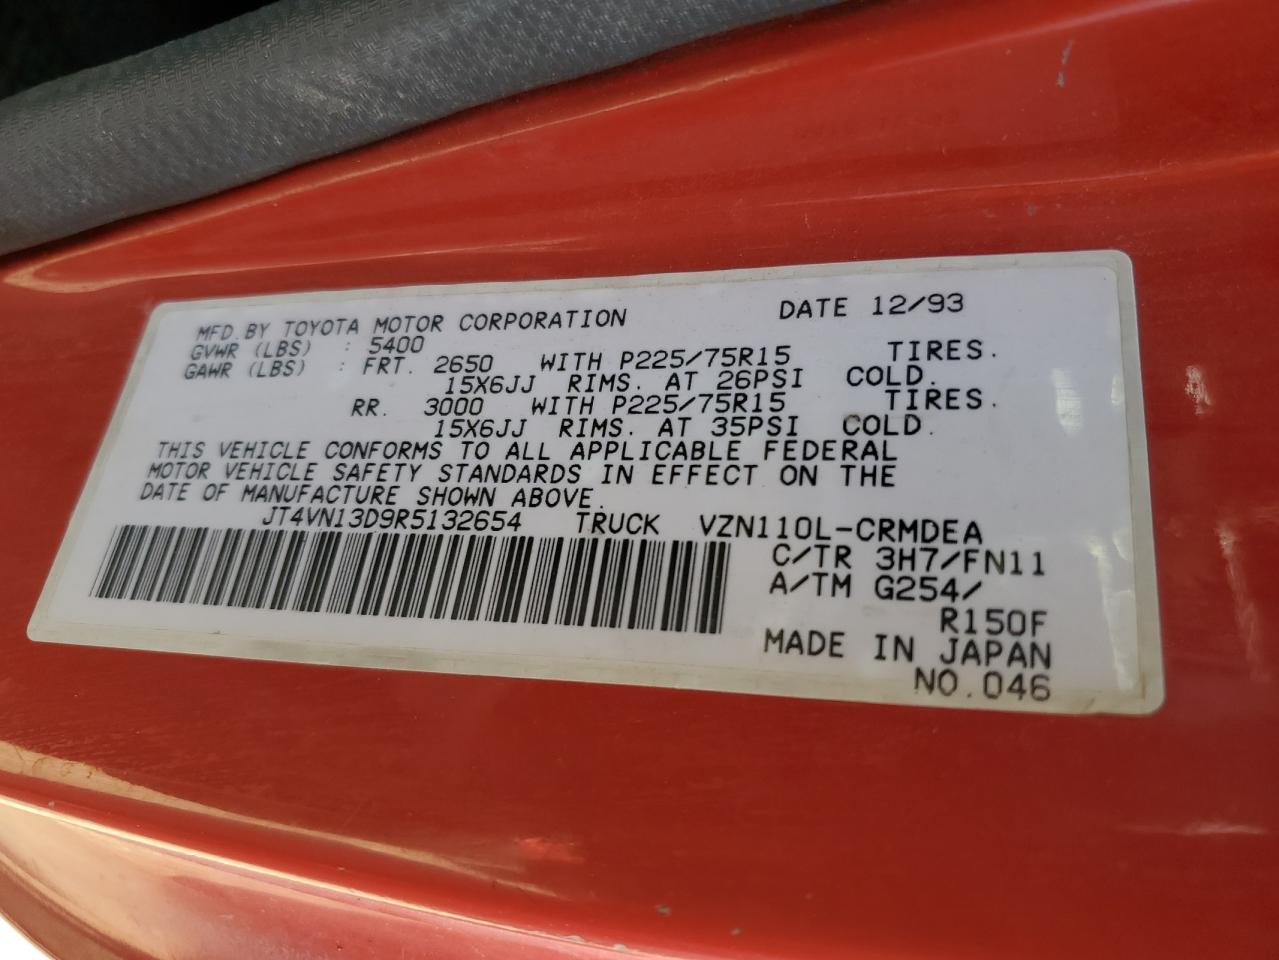 MFD.BY TOYOTA MOTOR CORPORATION DATE 12/93
GVWR (LBS) : 5400
GAWR (LBS) : FRT. 2650 WITH P225/75R15 TIRES.
15X6JJ RIMS. AT 26PSI COLD.
RR. 3000 WITH P225/75R15 TIRES.
15X6JJ RIMS. AT 35PSI COLD.
THIS VEHICLE CONFORMS TO ALL APPLICABLE FEDERAL
MOTOR VEHICLE SAFETY STANDARDS IN EFFECT ON THE
DATE OF MANUFACTURE SHOWN ABOVE.
JT4VN13D9R5132654 TRUCK VZN110L-CRMDEA
C/TR 3H7/FN11
A/TM G254/
R150F
MADE IN JAPAN
NO.046